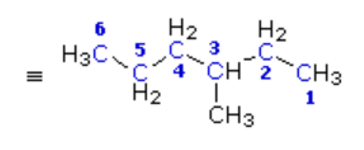 ≡ H₂ H₂
6 5 3
H₃C C C C
C 4 CH 2 CH₃
H₂ 1
CH₃